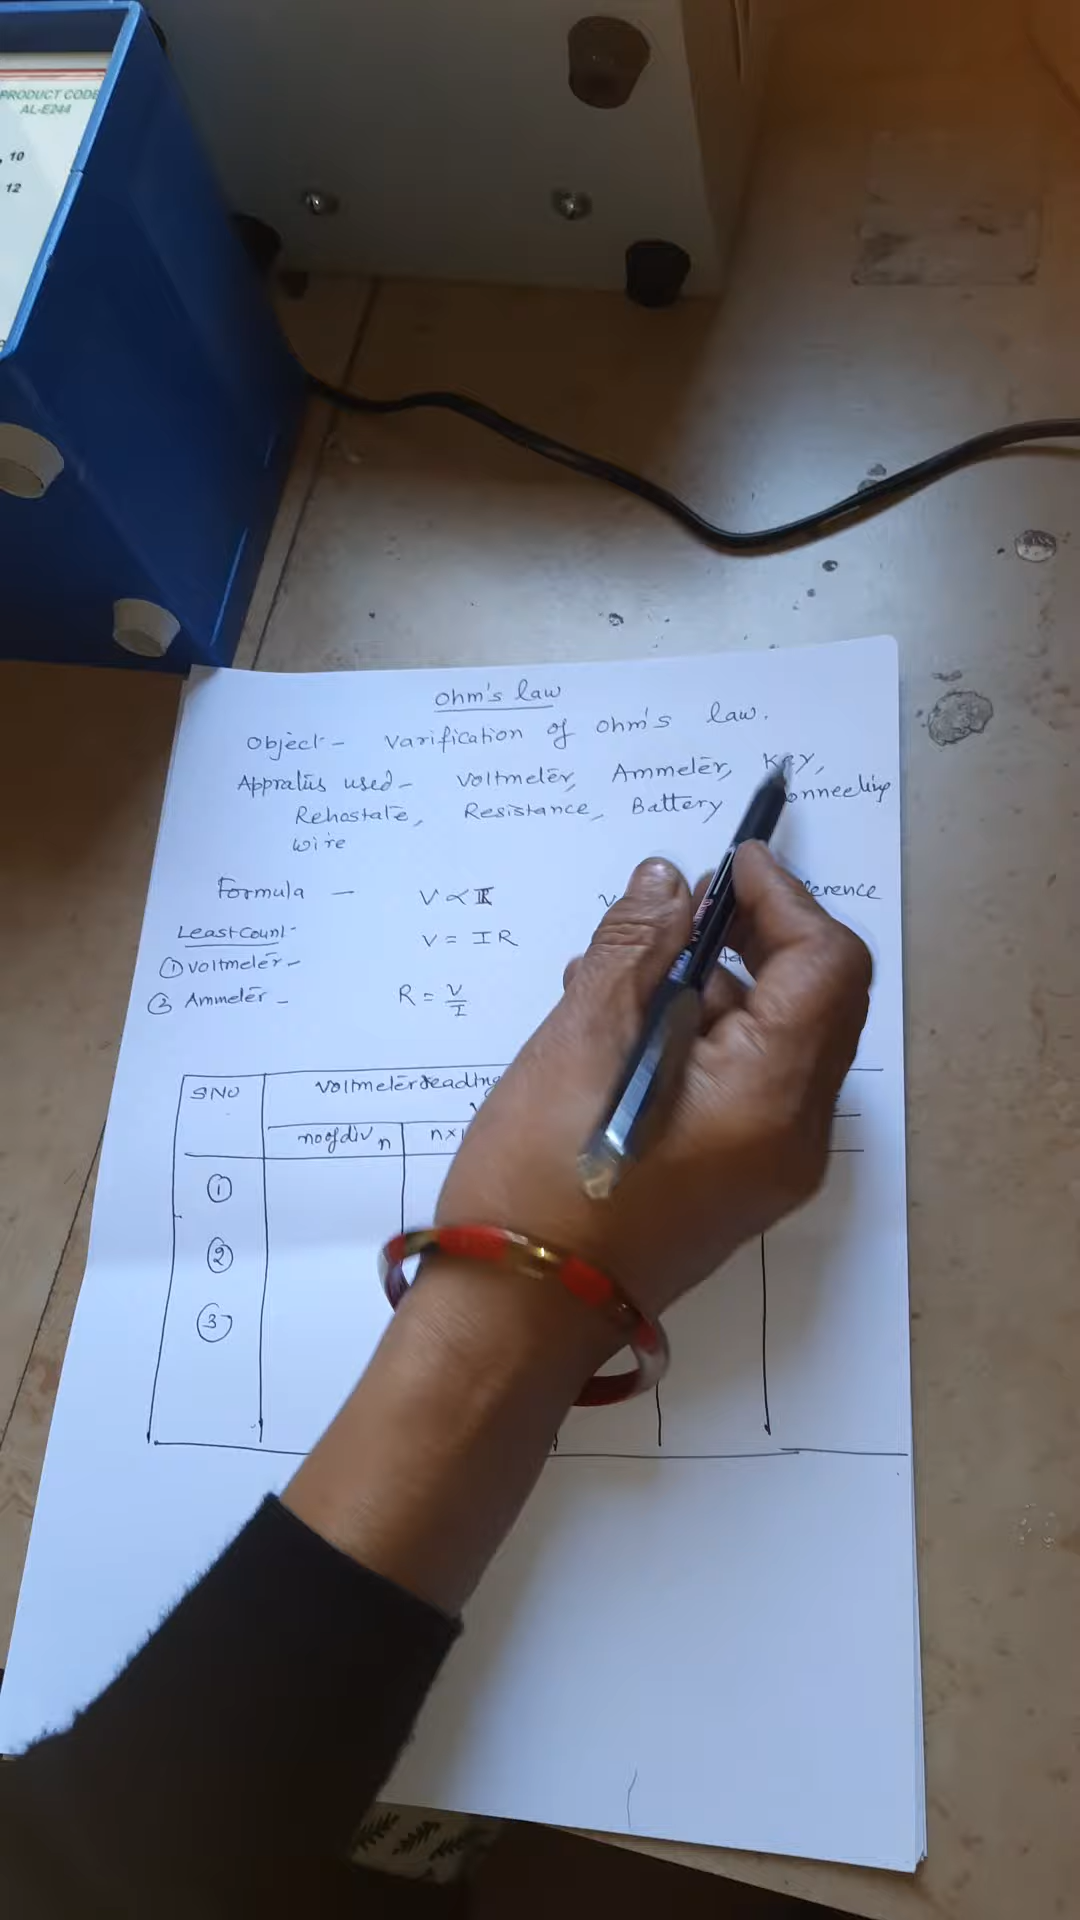 PRODUCT CODE
AL-E244
, 10
12
Ohm's law
Object - Varification of Ohm's law.
Appratus used - Voltmeter, Ammeter, Key,
Rehostate, Resistance, Battery onnecting
wire
Formula - V ∝ I
Least Count-
V = IR
① Voltmeter -
② Ammeter -
R = V/I
S NO
Voltmeter reading
no of div n
n×
①
②
③